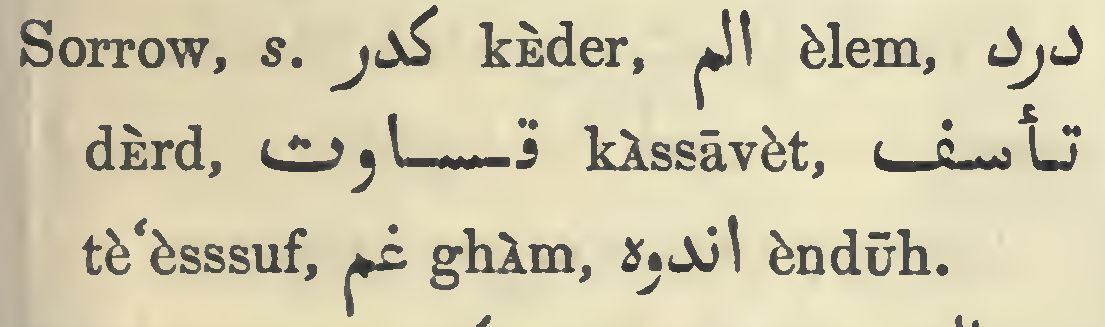 Sorrow, s. كدر kÈder, الم èlem, درد
dÈrd, قساوت kÀssāvèt, تأسف
tè‘èsssuf, غم ghÀm, اندوه èndūh.